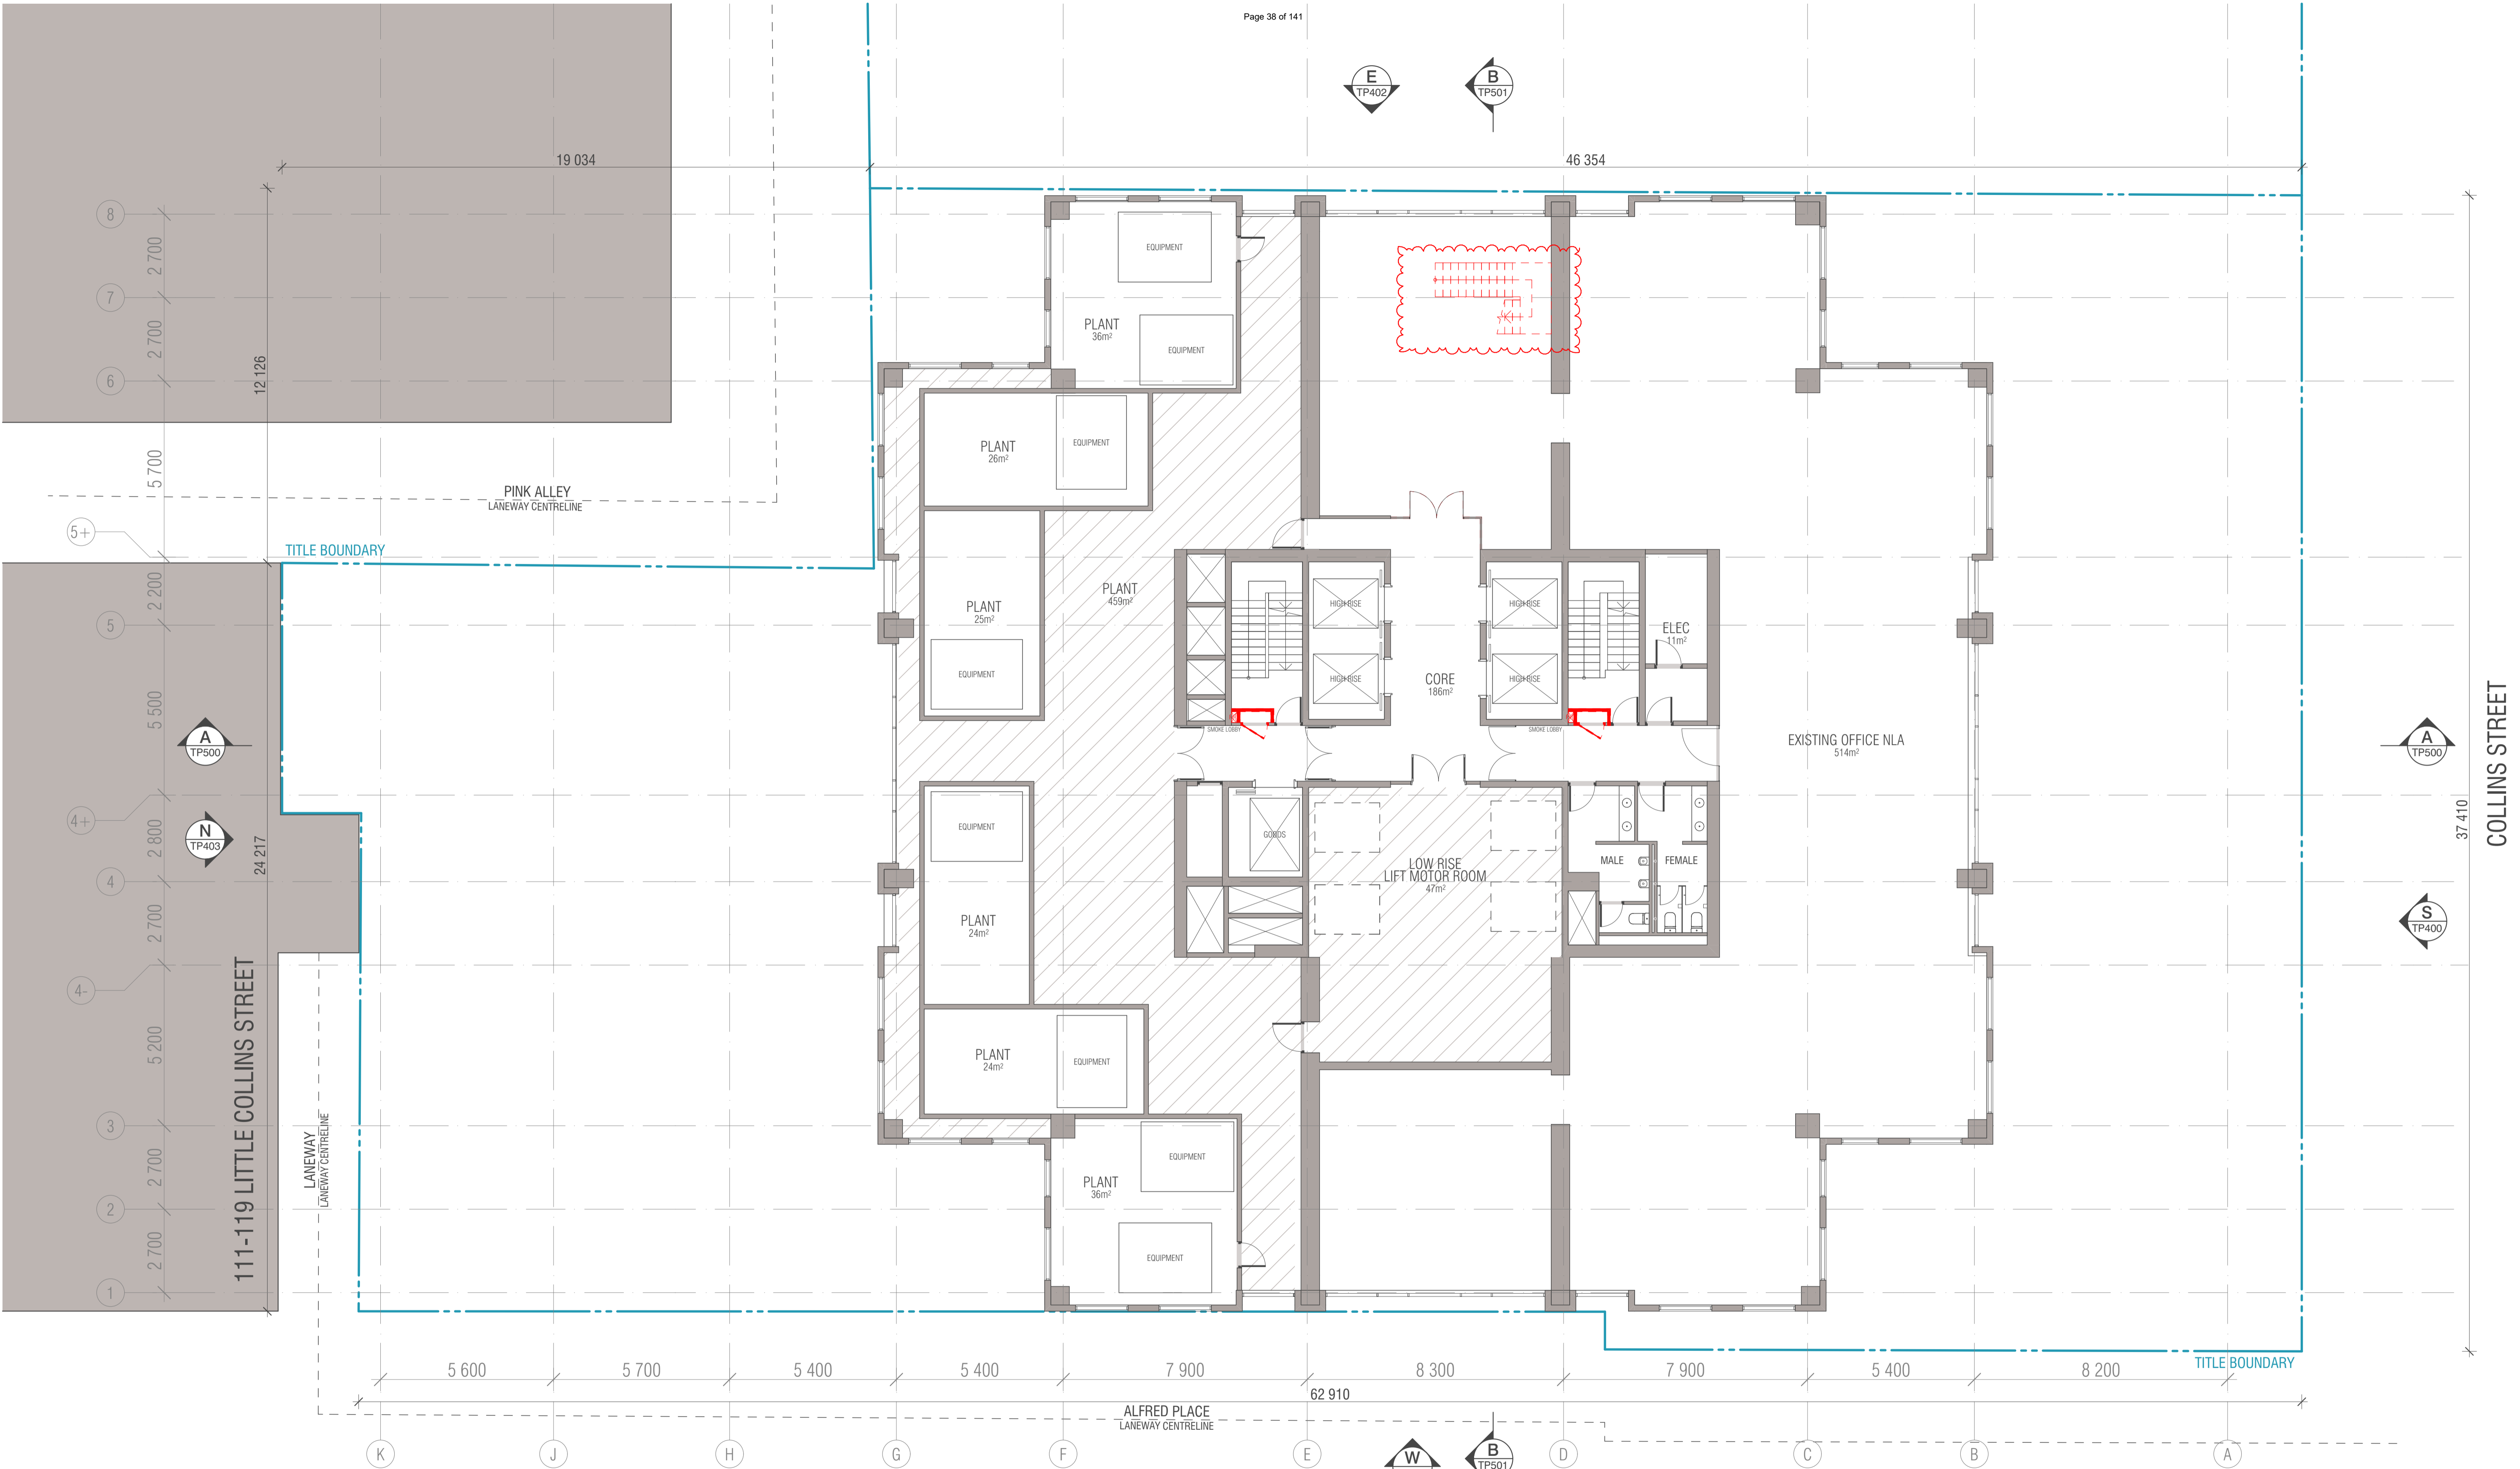 Page 38 of 141
E
TP402
B
TP501
19 034
46 354
8
2 700
7
2 700
6
12 126
5 700
5+
PINK ALLEY
LANEWAY CENTRELINE
TITLE BOUNDARY
2 200
5
5 500
A
TP500
4+
N
TP403
2 800
24 217
4
2 700
4-
5 200
3
2 700
2
2 700
1
111-119 LITTLE COLLINS STREET
LANEWAY
LANEWAY CENTRELINE
EQUIPMENT
PLANT
36m²
EQUIPMENT
PLANT
26m²
EQUIPMENT
PLANT
25m²
EQUIPMENT
PLANT
459m²
HIGH RISE
HIGH RISE
HIGH RISE
HIGH RISE
CORE
186m²
ELEC
11m²
SMOKE LOBBY
SMOKE LOBBY
EXISTING OFFICE NLA
514m²
EQUIPMENT
PLANT
24m²
GOODS
LOW RISE
LIFT MOTOR ROOM
47m²
MALE
FEMALE
PLANT
24m²
EQUIPMENT
EQUIPMENT
PLANT
36m²
EQUIPMENT
A
TP500
S
TP400
37 410
COLLINS STREET
TITLE BOUNDARY
5 600
5 700
5 400
5 400
7 900
8 300
7 900
5 400
8 200
62 910
ALFRED PLACE
LANEWAY CENTRELINE
K
J
H
G
F
E
W
B
TP501
D
C
B
A